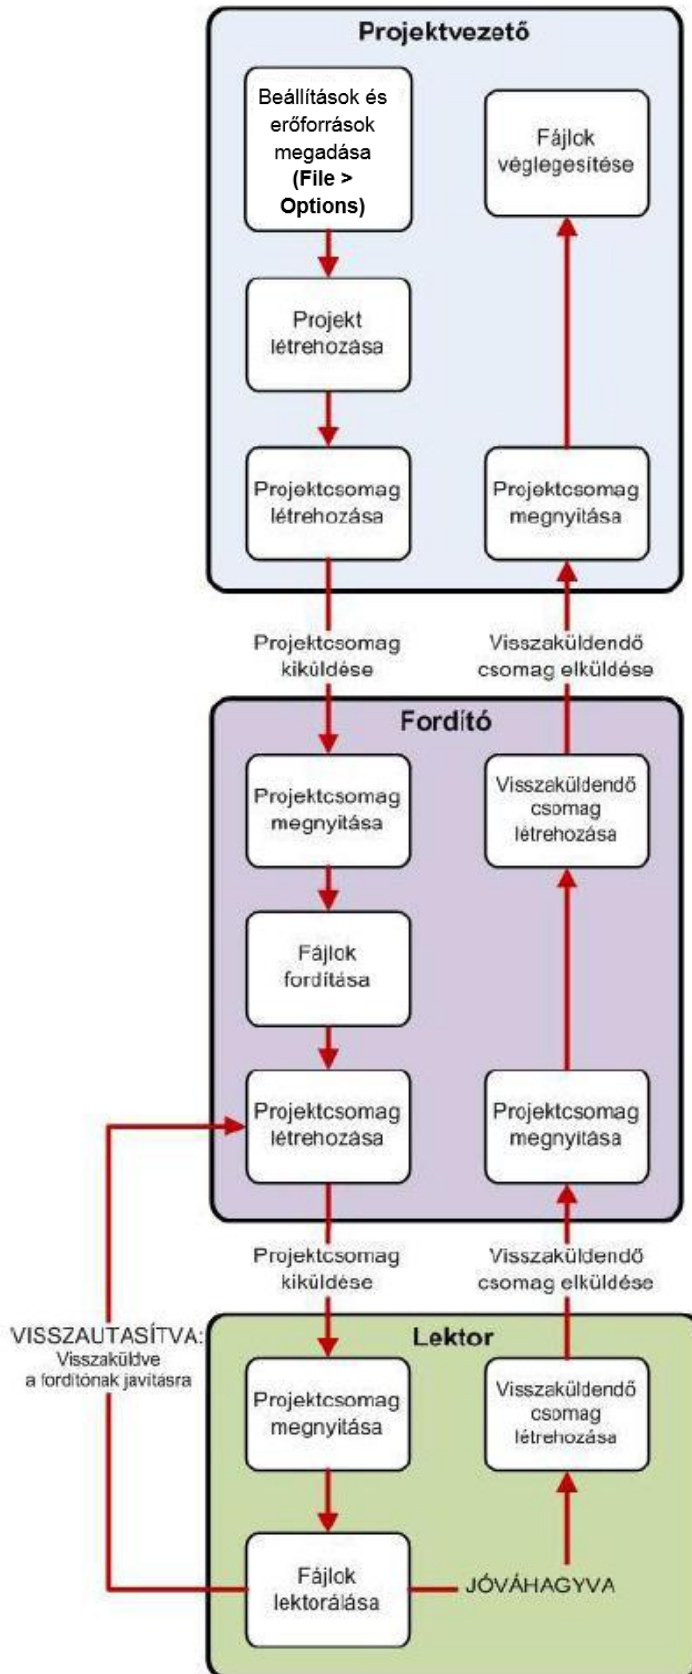 Projektvezető
Beállítások és
erőforrások
megadása
(File >
Options)
Projekt
létrehozása
Projektcsomag
létrehozása
Fájlok
véglegesítése
Projektcsomag
megnyitása
Projektcsomag
kiküldése
Visszaküldendő
csomag elküldése
Fordító
Projektcsomag
megnyitása
Fájlok
fordítása
Projektcsomag
létrehozása
Visszaküldendő
csomag
létrehozása
Projektcsomag
megnyitása
Projektcsomag
kiküldése
Visszaküldendő
csomag elküldése
VISSZAUTASÍTVA:
Visszaküldve
a fordítónak javításra
Lektor
Projektcsomag
megnyitása
Fájlok
lektorálása
JÓVÁHAGYVA
Visszaküldendő
csomag
létrehozása